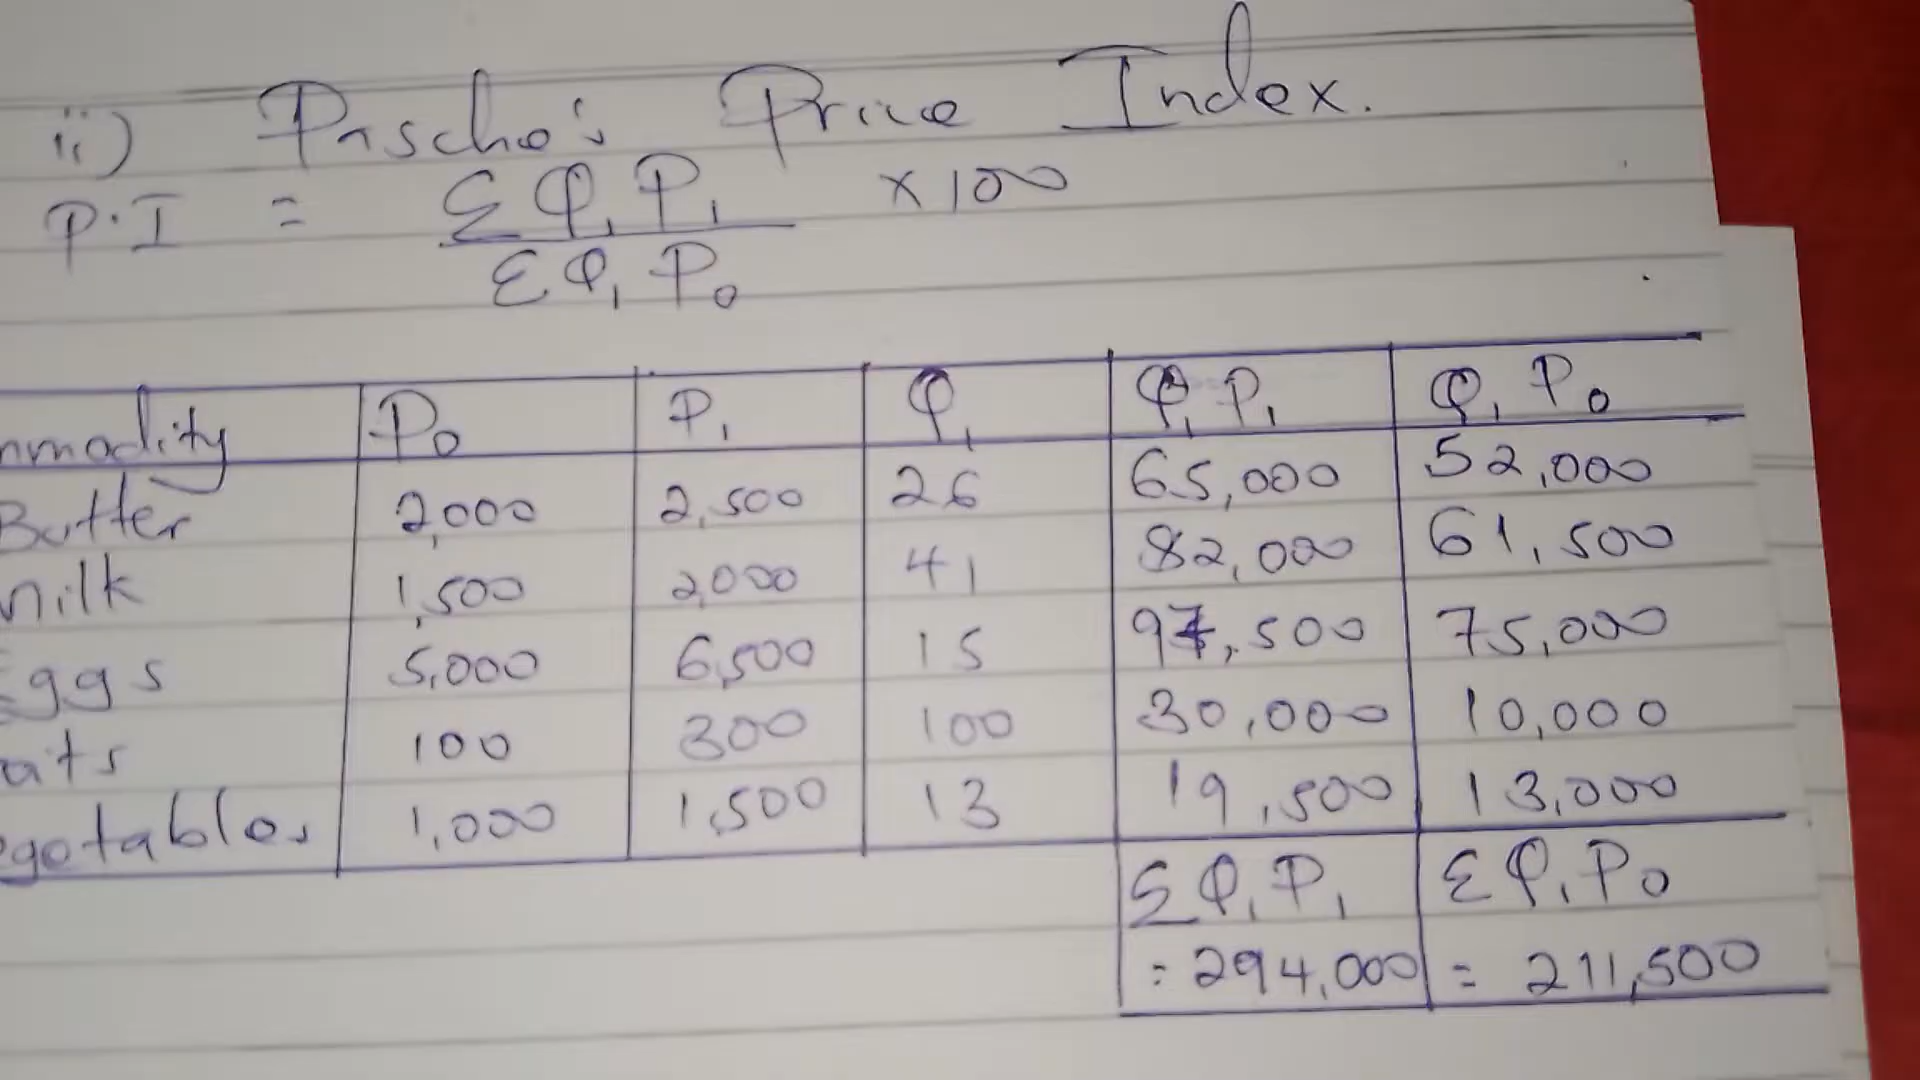 ii) Pascho's Price Index.
P.I = ΣQ₁P₁ / ΣQ₁P₀ ×100
mmodity P₀ P₁ Q₁ Q₁P₁ Q₁P₀
Butter 2,000 2,500 26 65,000 52,000
milk 1,500 2,000 41 82,000 61,500
Eggs 5,000 6,500 15 97,500 75,000
ats 100 300 100 30,000 10,000
getables 1,000 1,500 13 19,500 13,000
ΣQ₁P₁ ΣQ₁P₀
= 294,000 = 211,500